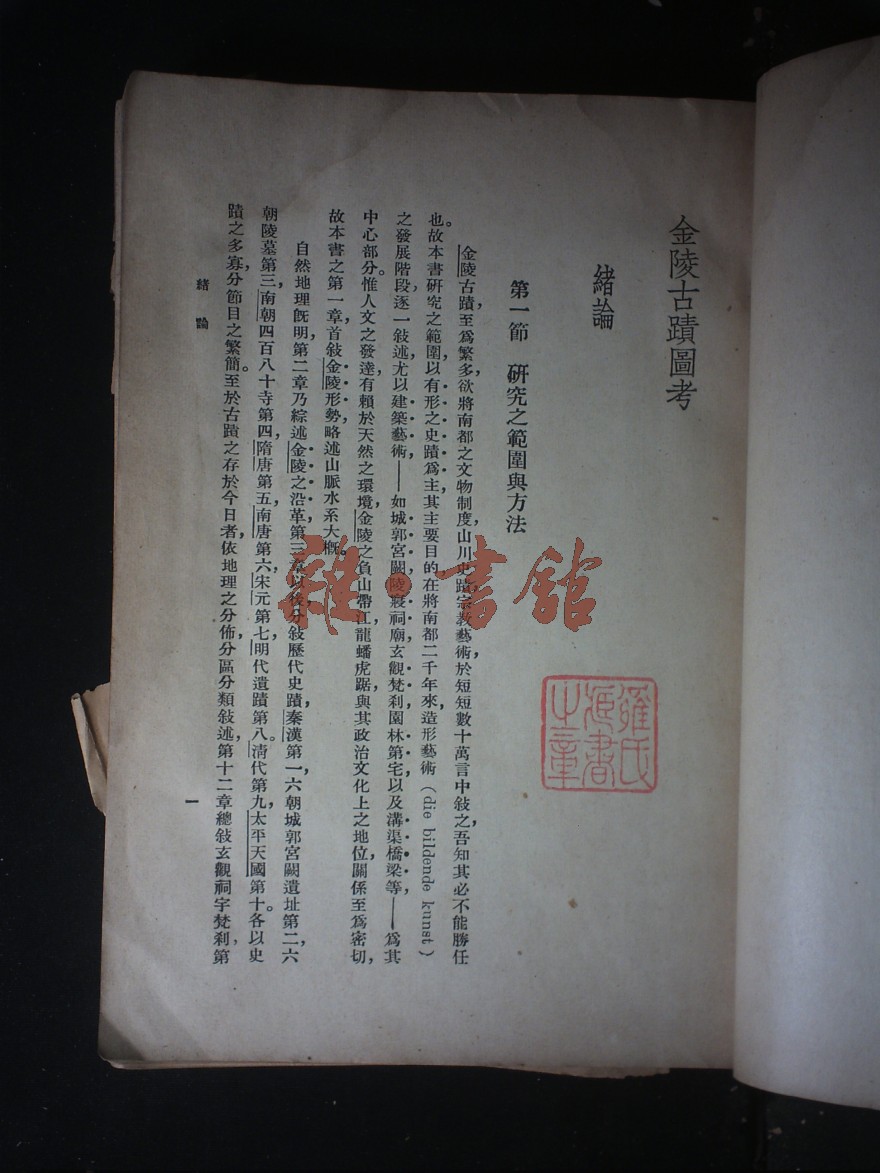 金陵古蹟圖考
緒論
第一節　研究之範圍與方法
金陵古蹟，至爲繁多，欲將南都之文物制度，山川史蹟，宗教藝術，於短短數十萬言中敍之，吾知其必不能勝任
也。故本書研究之範圍，以有形之史蹟爲主，其主要目的，在將南都二千年來，造形藝術（die bildende kunst）
之發展階段，逐一敍述，尤以建築藝術——如城郭宮闕，陵寢祠廟，玄觀梵刹，園林第宅，以及溝渠橋梁等——爲其
中心部分。惟人文之發達，有賴於天然之環境，金陵之負山帶江，龍蟠虎踞，與其政治文化上之地位，關係至爲密切，
故本書之第一章，首敍金陵形勢，略述山脈水系大概。
自然地理旣明，第二章乃綜述金陵之沿革，第三章以後，分敍歷代史蹟，秦漢第一，六朝城郭宮闕遺址第二，六
朝陵墓第三，南朝四百八十寺第四，隋唐第五，南唐第六，宋元第七，明代遺蹟第八。清代第九，太平天國第十。各以史
蹟之多寡，分節目之繁簡。至於古蹟之存於今日者，依地理之分佈，分區分類敍述，第十二章總敍玄觀祠宇梵刹，第
緒論
一
羅氏
臧書
之章
雜·書館